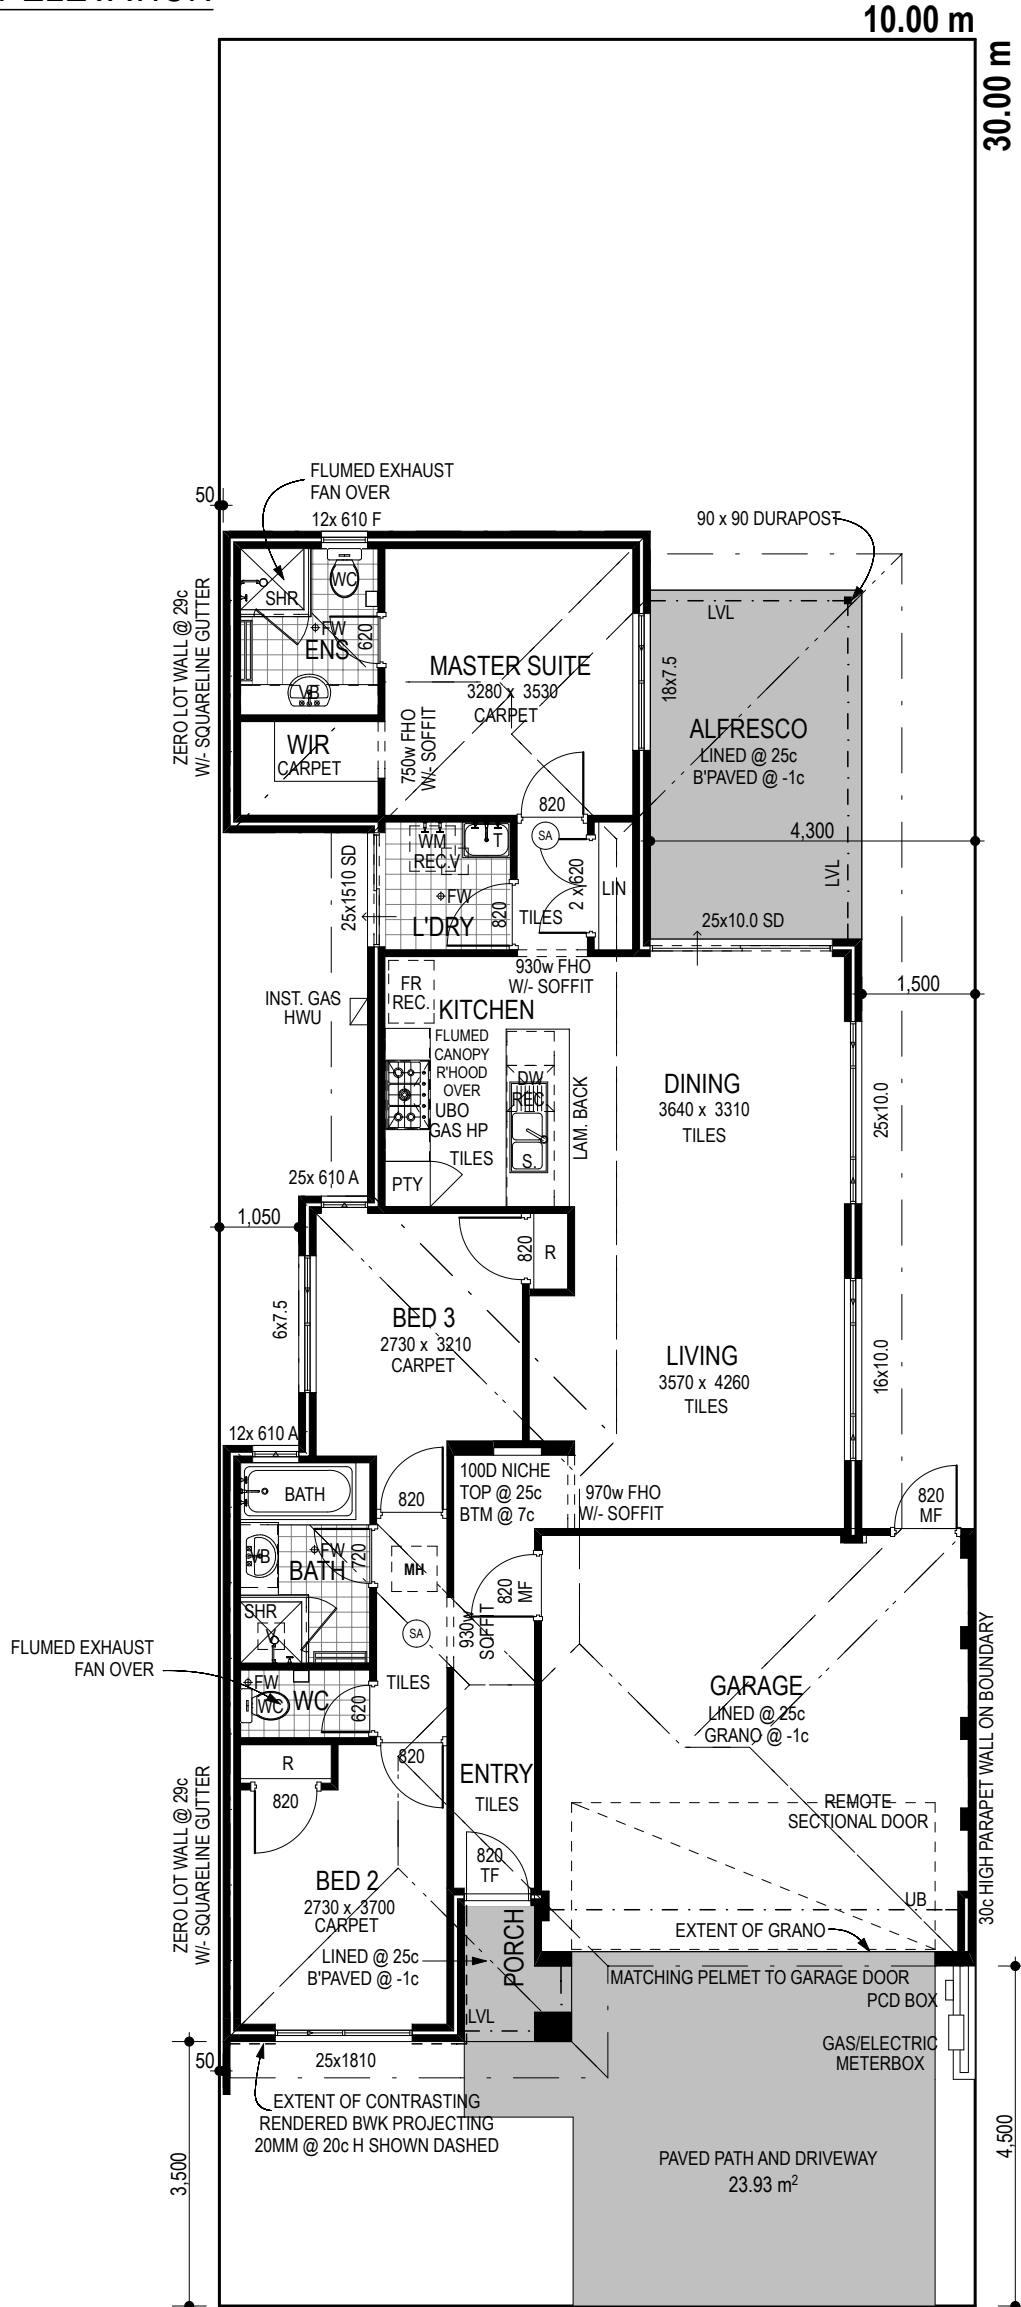 10.00 m
30.00 m
FLUMED EXHAUST
FAN OVER
50
12x 610 F
90 x 90 DURAPOST
ZERO LOT WALL @ 29c
W/- SQUARELINE GUTTER
WC
SHR
FW
620
ENS
VB
LVL
MASTER SUITE
3280 x 3530
CARPET
18x7.5
WIR
CARPET
750w FHO
W/- SOFFIT
ALFRESCO
LINED @ 25c
B'PAVED @ -1c
820
4,300
WM
REC.V
T
SA
2 x 620
LIN
LVL
25x1510 SD
FW
820
L'DRY
TILES
25x10.0 SD
930w FHO
W/- SOFFIT
1,500
INST. GAS
HWU
FR
REC.
KITCHEN
FLUMED
CANOPY
R'HOOD
OVER
UBO
GAS HP
TILES
DW
REC
S.
LAM. BACK
DINING
3640 x 3310
TILES
25x10.0
PTY
25x 610 A
1,050
820
R
6x7.5
BED 3
2730 x 3210
CARPET
LIVING
3570 x 4260
TILES
16x10.0
12x 610 A
BATH
820
100D NICHE
TOP @ 25c
BTM @ 7c
970w FHO
W/- SOFFIT
820
MF
VB
FW
720
BATH
MH
820
MF
SHR
V
SA
930w
SOFFIT
FLUMED EXHAUST
FAN OVER
FW
WC
WC
620
TILES
GARAGE
LINED @ 25c
GRANO @ -1c
30c HIGH PARAPET WALL ON BOUNDARY
R
820
820
ENTRY
TILES
REMOTE
SECTIONAL DOOR
ZERO LOT WALL @ 29c
W/- SQUARELINE GUTTER
820
TF
BED 2
2730 x 3700
CARPET
UB
EXTENT OF GRANO
PORCH
LINED @ 25c
B'PAVED @ -1c
MATCHING PELMET TO GARAGE DOOR
PCD BOX
LVL
GAS/ELECTRIC
METERBOX
50
25x1810
EXTENT OF CONTRASTING
RENDERED BWK PROJECTING
20MM @ 20c H SHOWN DASHED
3,500
PAVED PATH AND DRIVEWAY
23.93 m²
4,500